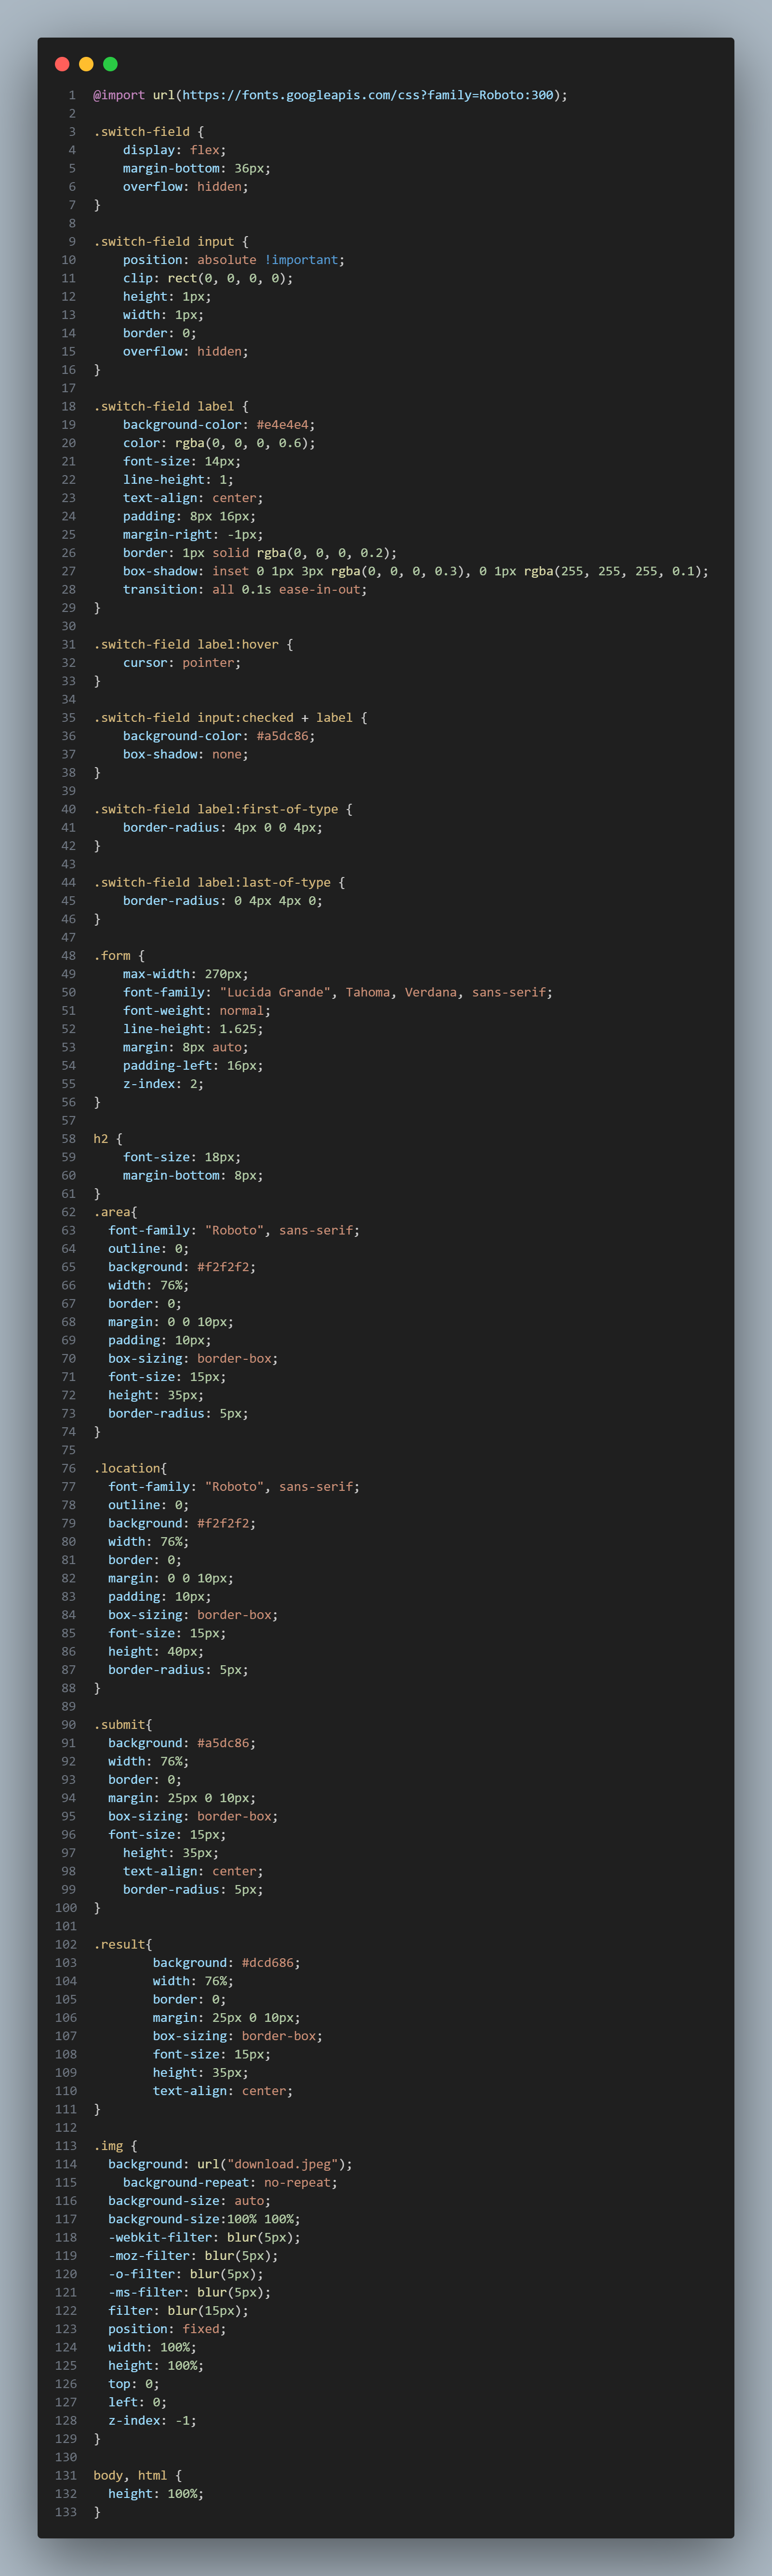 1 @import url(https://fonts.googleapis.com/css?family=Roboto:300);
2
3 .switch-field {
4     display: flex;
5     margin-bottom: 36px;
6     overflow: hidden;
7 }
8
9 .switch-field input {
10     position: absolute !important;
11     clip: rect(0, 0, 0, 0);
12     height: 1px;
13     width: 1px;
14     border: 0;
15     overflow: hidden;
16 }
17
18 .switch-field label {
19     background-color: #e4e4e4;
20     color: rgba(0, 0, 0, 0.6);
21     font-size: 14px;
22     line-height: 1;
23     text-align: center;
24     padding: 8px 16px;
25     margin-right: -1px;
26     border: 1px solid rgba(0, 0, 0, 0.2);
27     box-shadow: inset 0 1px 3px rgba(0, 0, 0, 0.3), 0 1px rgba(255, 255, 255, 0.1);
28     transition: all 0.1s ease-in-out;
29 }
30
31 .switch-field label:hover {
32     cursor: pointer;
33 }
34
35 .switch-field input:checked + label {
36     background-color: #a5dc86;
37     box-shadow: none;
38 }
39
40 .switch-field label:first-of-type {
41     border-radius: 4px 0 0 4px;
42 }
43
44 .switch-field label:last-of-type {
45     border-radius: 0 4px 4px 0;
46 }
47
48 .form {
49     max-width: 270px;
50     font-family: "Lucida Grande", Tahoma, Verdana, sans-serif;
51     font-weight: normal;
52     line-height: 1.625;
53     margin: 8px auto;
54     padding-left: 16px;
55     z-index: 2;
56 }
57
58 h2 {
59     font-size: 18px;
60     margin-bottom: 8px;
61 }
62 .area{
63   font-family: "Roboto", sans-serif;
64   outline: 0;
65   background: #f2f2f2;
66   width: 76%;
67   border: 0;
68   margin: 0 0 10px;
69   padding: 10px;
70   box-sizing: border-box;
71   font-size: 15px;
72   height: 35px;
73   border-radius: 5px;
74 }
75
76 .location{
77   font-family: "Roboto", sans-serif;
78   outline: 0;
79   background: #f2f2f2;
80   width: 76%;
81   border: 0;
82   margin: 0 0 10px;
83   padding: 10px;
84   box-sizing: border-box;
85   font-size: 15px;
86   height: 40px;
87   border-radius: 5px;
88 }
89
90 .submit{
91   background: #a5dc86;
92   width: 76%;
93   border: 0;
94   margin: 25px 0 10px;
95   box-sizing: border-box;
96   font-size: 15px;
97     height: 35px;
98     text-align: center;
99     border-radius: 5px;
100 }
101
102 .result{
103         background: #dcd686;
104         width: 76%;
105         border: 0;
106         margin: 25px 0 10px;
107         box-sizing: border-box;
108         font-size: 15px;
109         height: 35px;
110         text-align: center;
111 }
112
113 .img {
114   background: url("download.jpeg");
115     background-repeat: no-repeat;
116   background-size: auto;
117   background-size:100% 100%;
118   -webkit-filter: blur(5px);
119   -moz-filter: blur(5px);
120   -o-filter: blur(5px);
121   -ms-filter: blur(5px);
122   filter: blur(15px);
123   position: fixed;
124   width: 100%;
125   height: 100%;
126   top: 0;
127   left: 0;
128   z-index: -1;
129 }
130
131 body, html {
132   height: 100%;
133 }